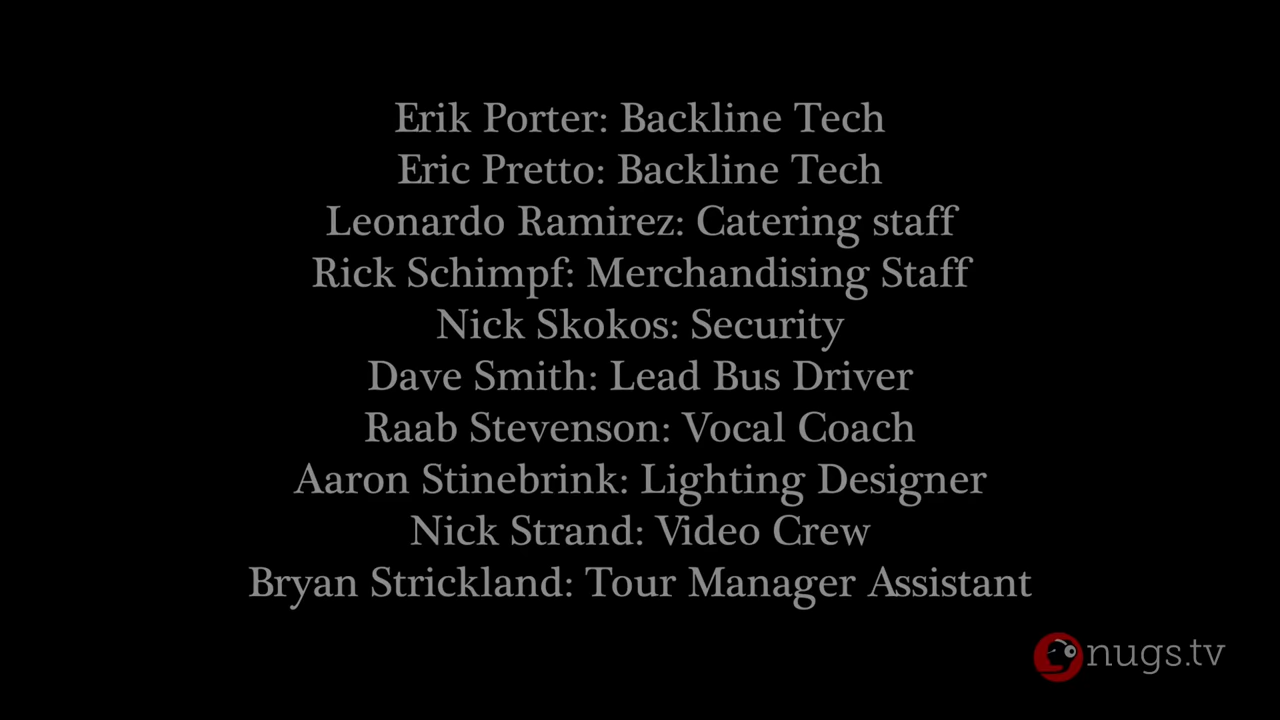 Erik Porter: Backline Tech
Eric Pretto: Backline Tech
Leonardo Ramirez: Catering staff
Rick Schimpf: Merchandising Staff
Nick Skokos: Security
Dave Smith: Lead Bus Driver
Raab Stevenson: Vocal Coach
Aaron Stinebrink: Lighting Designer
Nick Strand: Video Crew
Bryan Strickland: Tour Manager Assistant
nugs.tv